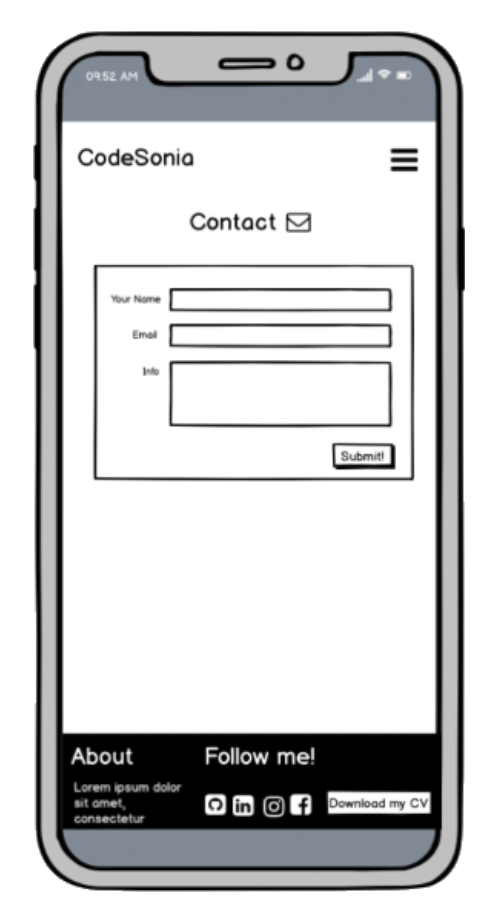 09:52 AM
CodeSonia
Contact
Your Name
Email
Info
Submit!
About
Follow me!
Lorem ipsum dolor
sit amet,
consectetur
in
f
Download my CV